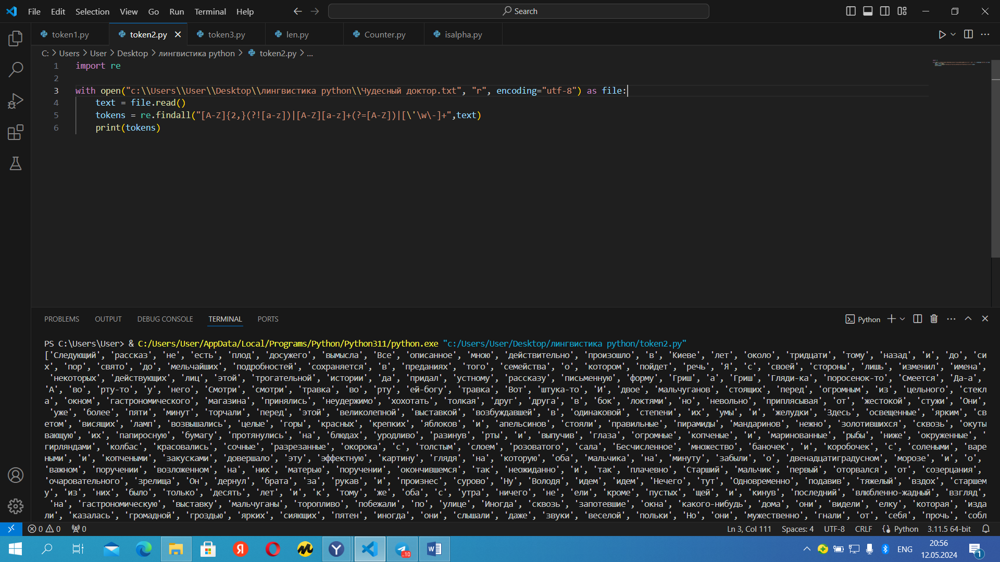 File Edit Selection View Go Run Terminal Help
Search
token1.py token2.py token3.py len.py Counter.py isalpha.py
C: > Users > User > Desktop > лингвистика python > token2.py > ...
1 import re
2
3 with open("c:\\Users\\User\\Desktop\\лингвистика python\\Чудесный доктор.txt", "r", encoding="utf-8") as file:
4 text = file.read()
5 tokens = re.findall("[A-Z]{2,}(?![a-z])|[A-Z][a-z]+(?=[A-Z])|[\'\w\-]+",text)
6 print(tokens)
PROBLEMS OUTPUT DEBUG CONSOLE TERMINAL PORTS
Python
PS C:\Users\User> & C:/Users/User/AppData/Local/Programs/Python/Python311/python.exe "c:/Users/User/Desktop/лингвистика python/token2.py"
['Следующий', 'рассказ', 'не', 'есть', 'плод', 'досужего', 'вымысла', 'Все', 'описанное', 'мною', 'действительно', 'произошло', 'в', 'Киеве', 'лет', 'около', 'тридцати', 'тому', 'назад', 'и', 'до', 'си
х', 'пор', 'свято', 'до', 'мельчайших', 'подробностей', 'сохраняется', 'в', 'преданиях', 'того', 'семейства', 'о', 'котором', 'пойдет', 'речь', 'Я', 'с', 'своей', 'стороны', 'лишь', 'изменил', 'имена',
'некоторых', 'действующих', 'лиц', 'этой', 'трогательной', 'истории', 'да', 'придал', 'устному', 'рассказу', 'письменную', 'форму', 'Гриш', 'а', 'Гриш', 'Гляди-ка', 'поросенок-то', 'Смеется', 'Да-а',
'А', 'во', 'рту-то', 'у', 'него', 'Смотри', 'смотри', 'травка', 'во', 'рту', 'ей-богу', 'травка', 'Вот', 'штука-то', 'И', 'двое', 'мальчуганов', 'стоящих', 'перед', 'огромным', 'из', 'цельного', 'стекл
а', 'окном', 'гастрономического', 'магазина', 'принялись', 'неудержимо', 'хохотать', 'толкая', 'друг', 'друга', 'в', 'бок', 'локтями', 'но', 'невольно', 'приплясывая', 'от', 'жестокой', 'стужи', 'Они',
'уже', 'более', 'пяти', 'минут', 'торчали', 'перед', 'этой', 'великолепной', 'выставкой', 'возбуждавшей', 'в', 'одинаковой', 'степени', 'их', 'умы', 'и', 'желудки', 'Здесь', 'освещенные', 'ярким', 'св
етом', 'висящих', 'ламп', 'возвышались', 'целые', 'горы', 'красных', 'крепких', 'яблоков', 'и', 'апельсинов', 'стояли', 'правильные', 'пирамиды', 'мандаринов', 'нежно', 'золотившихся', 'сквозь', 'окуты
вающую', 'их', 'папиросную', 'бумагу', 'протянулись', 'на', 'блюдах', 'уродливо', 'разинув', 'рты', 'и', 'выпучив', 'глаза', 'огромные', 'копченые', 'и', 'маринованные', 'рыбы', 'ниже', 'окруженные', '
гирляндами', 'колбас', 'красовались', 'сочные', 'разрезанные', 'окорока', 'с', 'толстым', 'слоем', 'розоватого', 'сала', 'Бесчисленное', 'множество', 'баночек', 'и', 'коробочек', 'с', 'солеными', 'варе
ными', 'и', 'копчеными', 'закусками', 'довершало', 'эту', 'эффектную', 'картину', 'глядя', 'на', 'которую', 'оба', 'мальчика', 'на', 'минуту', 'забыли', 'о', 'двенадцатиградусном', 'морозе', 'и', 'о',
'важном', 'поручении', 'возложенном', 'на', 'них', 'матерью', 'поручении', 'окончившемся', 'так', 'неожиданно', 'и', 'так', 'плачевно', 'Старший', 'мальчик', 'первый', 'оторвался', 'от', 'созерцания',
'очаровательного', 'зрелища', 'Он', 'дернул', 'брата', 'за', 'рукав', 'и', 'произнес', 'сурово', 'Ну', 'Володя', 'идем', 'идем', 'Нечего', 'тут', 'Одновременно', 'подавив', 'тяжелый', 'вздох', 'старшем
у', 'из', 'них', 'было', 'только', 'десять', 'лет', 'и', 'к', 'тому', 'же', 'оба', 'с', 'утра', 'ничего', 'не', 'ели', 'кроме', 'пустых', 'щей', 'и', 'кинув', 'последний', 'влюбленно-жадный', 'взгляд',
'на', 'гастрономическую', 'выставку', 'мальчуганы', 'торопливо', 'побежали', 'по', 'улице', 'Иногда', 'сквозь', 'запотевшие', 'окна', 'какого-нибудь', 'дома', 'они', 'видели', 'елку', 'которая', 'изда
ли', 'казалась', 'громадной', 'гроздью', 'ярких', 'сияющих', 'пятен', 'иногда', 'они', 'слышали', 'даже', 'звуки', 'веселой', 'польки', 'Но', 'они', 'мужественно', 'гнали', 'от', 'себя', 'прочь', 'собл
0 0 0 Ln 3, Col 111 Spaces: 4 UTF-8 CRLF Python 3.11.5 64-bit
ENG 20:56
12.05.2024
1